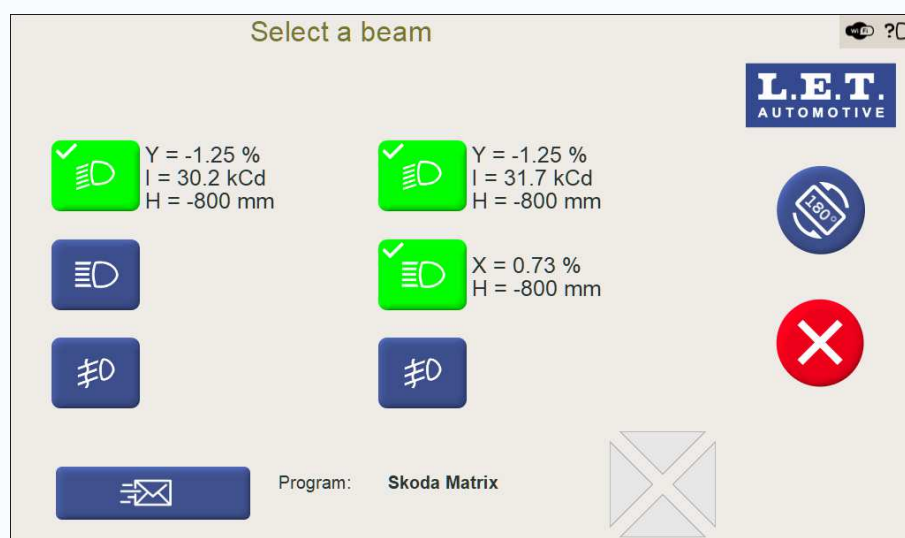 Select a beam
WiFi ?
L.E.T.
AUTOMOTIVE
Y = -1.25 %
I = 30.2 kCd
H = -800 mm
Y = -1.25 %
I = 31.7 kCd
H = -800 mm
180°
X = 0.73 %
H = -800 mm
Program: Skoda Matrix